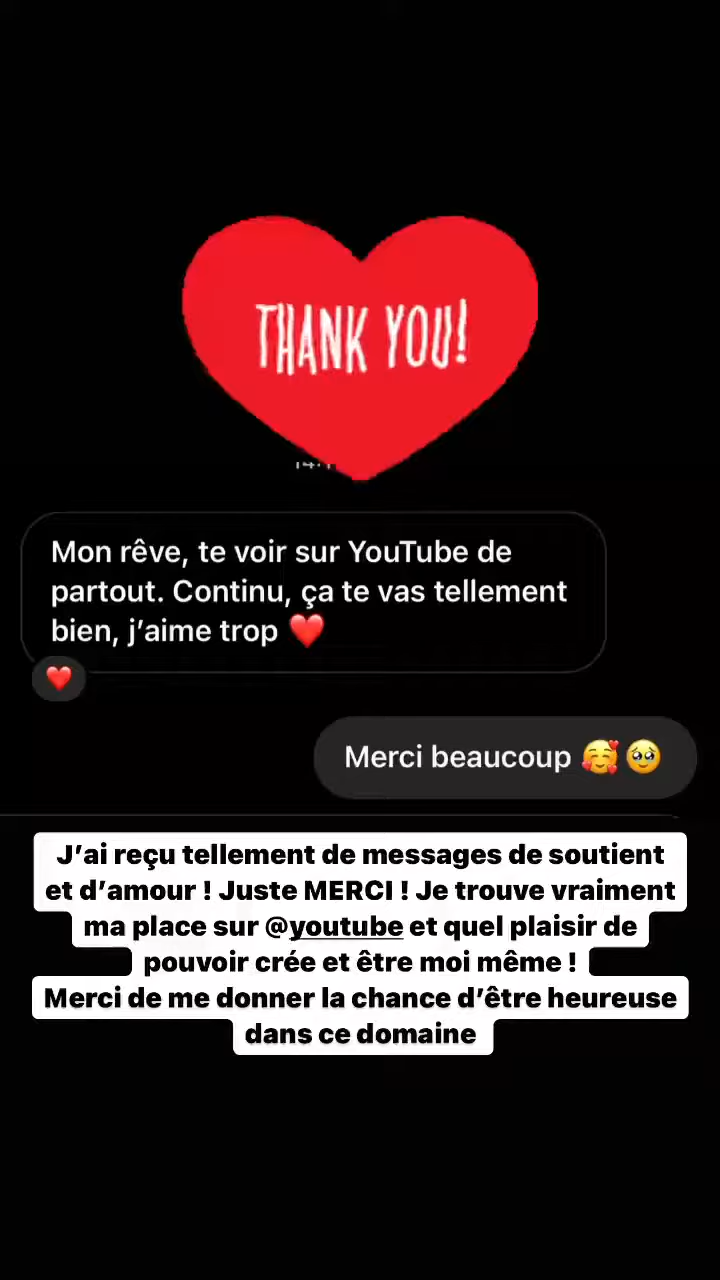 THANK YOU!
Mon rêve, te voir sur YouTube de
partout. Continu, ça te vas tellement
bien, j’aime trop ❤️
❤️
Merci beaucoup 🥰🥹
J’ai reçu tellement de messages de soutient
et d’amour ! Juste MERCI ! Je trouve vraiment
ma place sur @youtube et quel plaisir de
pouvoir crée et être moi même !
Merci de me donner la chance d’être heureuse
dans ce domaine